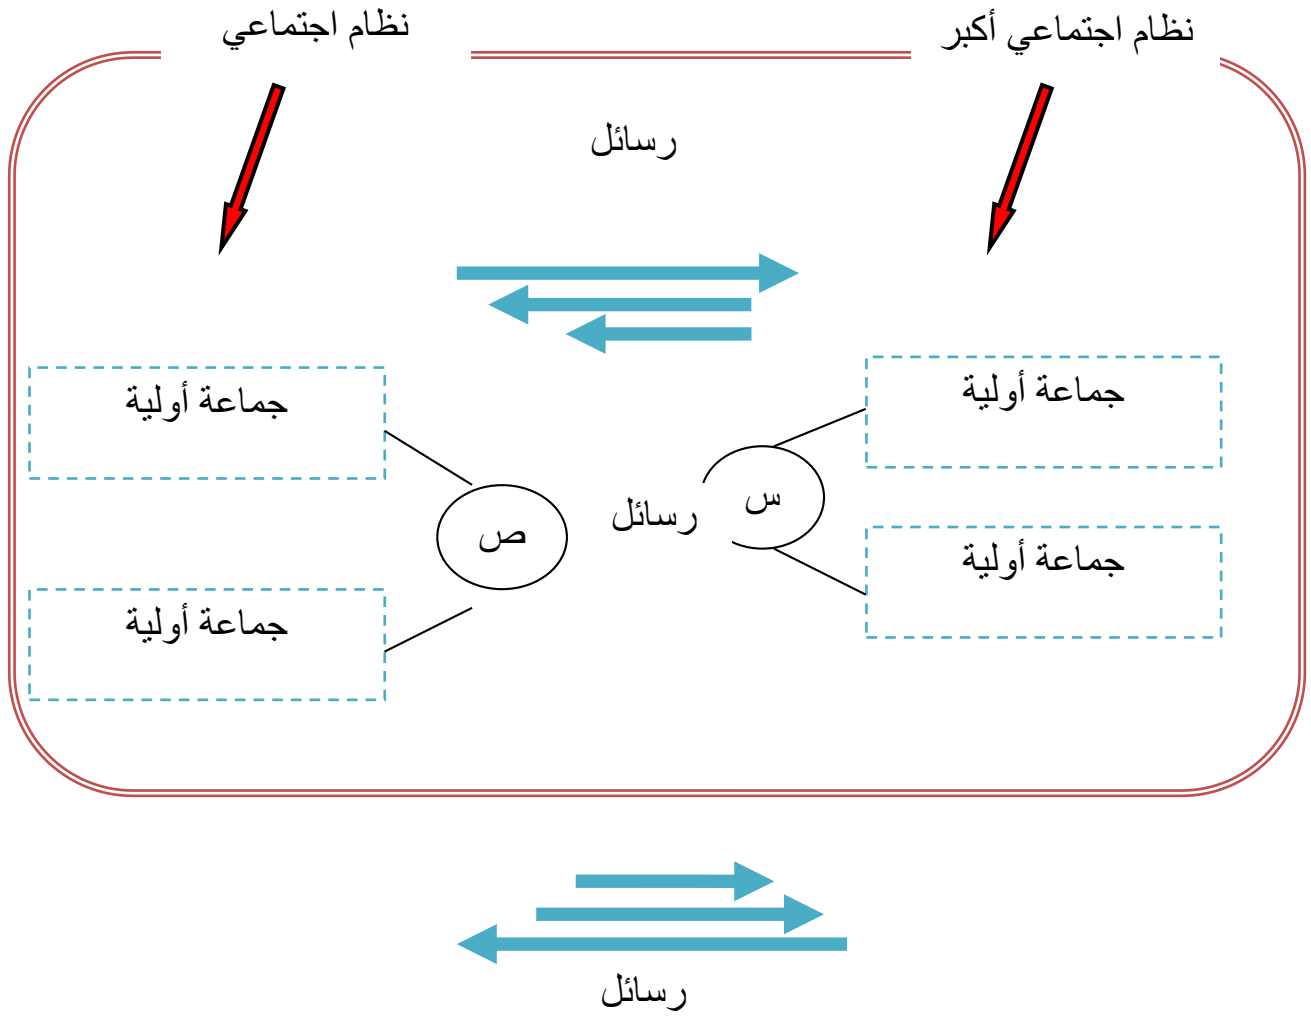 نظام اجتماعي أكبر
نظام اجتماعي
رسائل
جماعة أولية
جماعة أولية
س
رسائل
ص
جماعة أولية
جماعة أولية
رسائل